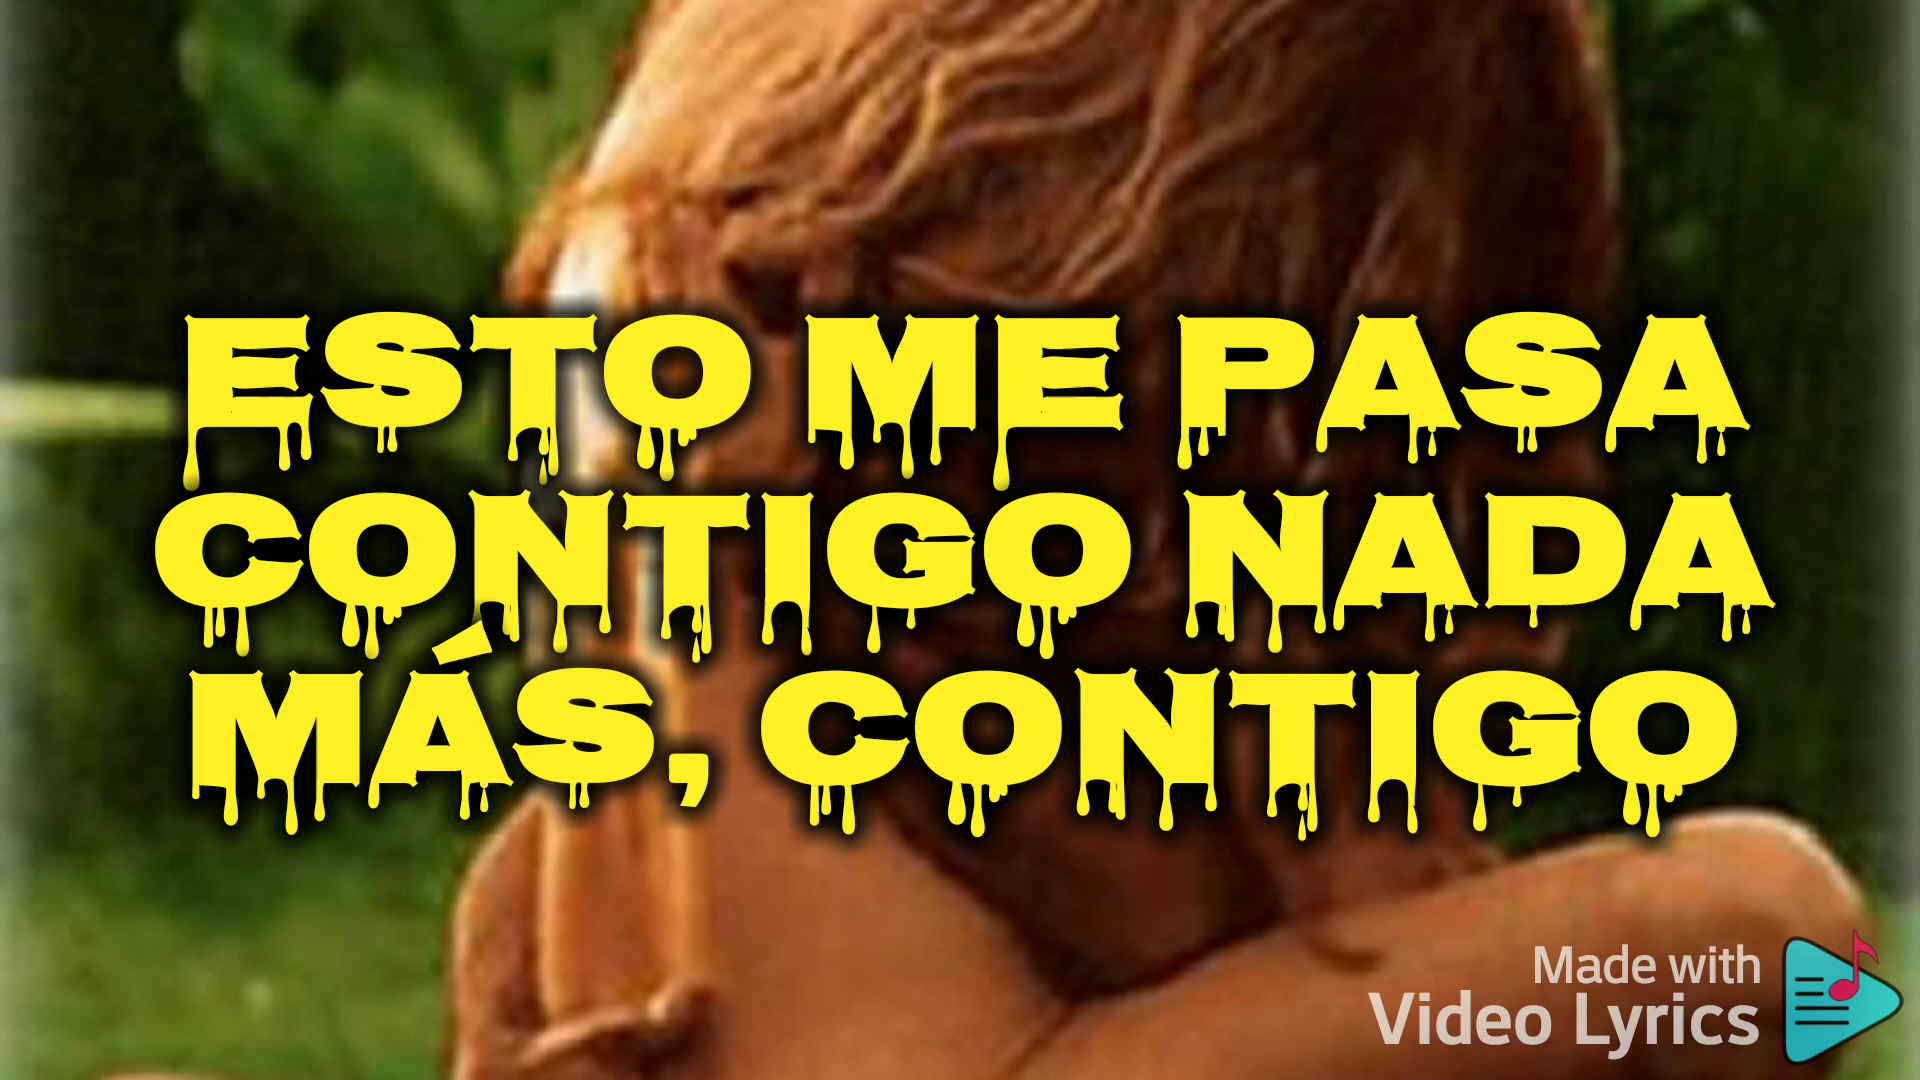 ESTO ME PASA
CONTIGO NADA
MÁS, CONTIGO
Made with
Video Lyrics